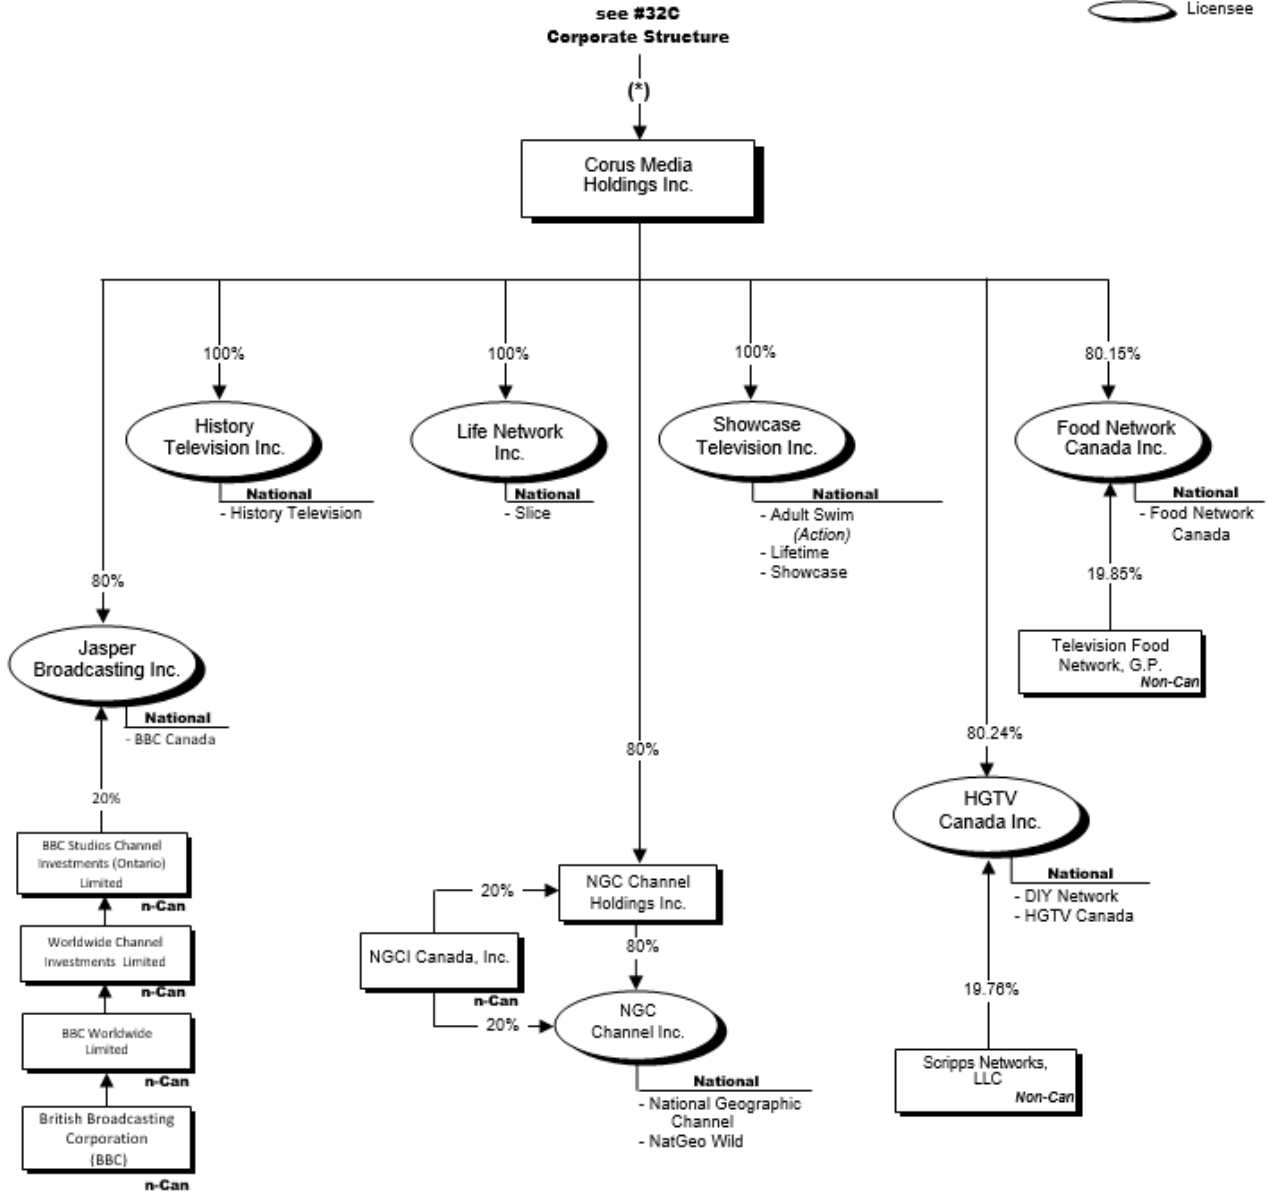 see #32C
Corporate Structure
Licensee
(*)
Corus Media
Holdings Inc.
100%
100%
100%
80.15%
History
Television Inc.
National
- History Television
Life Network
Inc.
National
- Slice
Showcase
Television Inc.
National
- Adult Swim
(Action)
- Lifetime
- Showcase
Food Network
Canada Inc.
National
- Food Network
Canada
19.85%
Television Food
Network, G.P.
Non-Can
80%
Jasper
Broadcasting Inc.
National
- BBC Canada
20%
BBC Studios Channel
Investments (Ontario)
Limited
n-Can
Worldwide Channel
Investments Limited
n-Can
BBC Worldwide
Limited
n-Can
British Broadcasting
Corporation
(BBC)
n-Can
80%
NGC Channel
Holdings Inc.
20%
NGCI Canada, Inc.
n-Can
80%
20%
NGC
Channel Inc.
National
- National Geographic
Channel
- NatGeo Wild
80.24%
HGTV
Canada Inc.
National
- DIY Network
- HGTV Canada
19.76%
Scripps Networks,
LLC
Non-Can